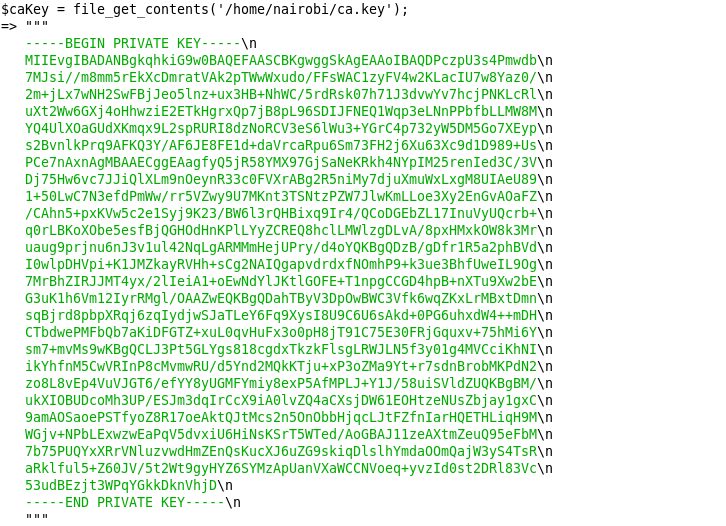 $caKey = file_get_contents('/home/nairobi/ca.key');
=> """
-----BEGIN PRIVATE KEY-----\n
MIIEvgIBADANBgkqhkiG9w0BAQEFAASCBKgwggSkAgEAAoIBAQDPczpU3s4Pmwdb\n
7MJsi//m8mm5rEkXcDmratVAk2pTWwWxudo/FFsWAC1zyFV4w2KLacIU7w8Yaz0/\n
2m+jLx7wNH2SwFBjJeo5lnz+ux3HB+NhWC/5rdRsk07h71J3dvwYv7hcjPNKLcRl\n
uXt2Ww6GXj4oHhwziE2ETkHgrxQp7jB8pL96SDIJFNEQ1Wqp3eLNnPPbfbLLMW8M\n
YQ4UlXOaGUdXKmqx9L2spRURI8dzNoRCV3eS6lWu3+YGrC4p732yW5DM5Go7XEyp\n
s2BvnlkPrq9AFKQ3Y/AF6JE8FE1d+daVrcaRpu6Sm73FH2j6Xu63Xc9d1D989+Us\n
PCe7nAxnAgMBAAECggEAagfyQ5jR58YMX97GjSaNeKRkh4NYpIM25renIed3C/3V\n
Dj75Hw6vc7JJiQlXLm9nOeynR33c0FVXrABg2R5niMy7djuXmuWxLxgM8UIAeU89\n
1+50LwC7N3efdPmWw/rr5VZwy9U7MKnt3TSNtzPZW7JlwKmLLoe3Xy2EnGvAOaFZ\n
/CAhn5+pxKVw5c2e1Syj9K23/BW6l3rQHBixq9Ir4/QCoDGEbZL17InuVyUQcrb+\n
q0rLBKoXObe5esfBjQGHOdHnKPlLYyZCREQ8hclLMWlzgDLvA/8pxHMxkOW8k3Mr\n
uaug9prjnu6nJ3v1ul42NqLgARMMmHejUPry/d4oYQKBgQDzB/gDfr1R5a2phBVd\n
I0wlpDHVpi+K1JMZkayRVHh+sCg2NAIQgapvdrdxfNOmhP9+k3ue3BhfUweIL9Og\n
7MrBhZIRJJMT4yx/2lIeiA1+oEwNdYlJKtlGOFE+T1npgCCGD4hpB+nXTu9Xw2bE\n
G3uK1h6Vm12IyrRMgl/OAAZwEQKBgQDahTByV3DpOwBWC3Vfk6wqZKxLrMBxtDmn\n
sqBjrd8pbpXRqj6zqIydjwSJaTLeY6Fq9XysI8U9C6U6sAkd+0PG6uhxdW4++mDH\n
CTbdwePMFbQb7aKiDFGTZ+xuL0qvHuFx3o0pH8jT91C75E30FRjGquxv+75hMi6Y\n
sm7+mvMs9wKBgQCLJ3Pt5GLYgs818cgdxTkzkFlsgLRWJLN5f3y01g4MVCciKhNI\n
ikYhfnM5CwVRInP8cMvmwRU/d5Ynd2MQkKTju+xP3oZMa9Yt+r7sdnBrobMKPdN2\n
zo8L8vEp4VuVJGT6/efYY8yUGMFYmiy8exP5AfMPLJ+Y1J/58uiSVldZUQKBgBM/\n
ukXIOBUDcoMh3UP/ESJm3dqIrCcX9iA0lvZQ4aCXsjDW61EOHtzeNUsZbjay1gxC\n
9amAOSaoePSTfyoZ8R17oeAktQJtMcs2n5OnObbHjqcLJtFZfnIarHQETHLiqH9M\n
WGjv+NPbLExwzwEaPqV5dvxiU6HiNsKSrT5WTed/AoGBAJ11zeAXtmZeuQ95eFbM\n
7b75PUQYxXRrVNluzvwdHmZEnQsKucXJ6uZG9skiqDlslhYmdaOOmQajW3yS4TsR\n
aRklful5+Z60JV/5t2Wt9gyHYZ6SYMzApUanVXaWCCNVoeq+yvzId0st2DRl83Vc\n
53udBEzjt3WPqYGkkDknVhjD\n
-----END PRIVATE KEY-----\n
"""